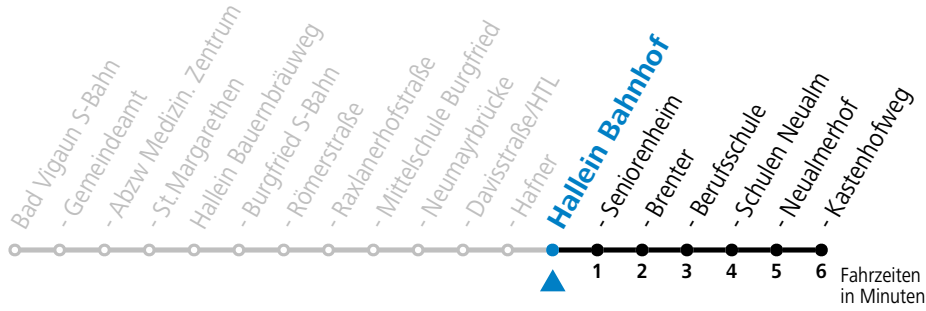 Bad Vigaun S-Bahn
- Gemeindeamt
- Abzw Medizin. Zentrum
- St.Margarethen
Hallein Bauernbräuweg
- Burgfried S-Bahn
- Römerstraße
- Raxlanerhofstraße
- Mittelschule Burgfried
- Neumayrbrücke
- Davisstraße/HTL
- Hafner
Hallein Bahnhof
- Seniorenheim
- Brenter
- Berufsschule
- Schulen Neualm
- Neualmerhof
- Kastenhofweg
1 2 3 4 5 6
Fahrzeiten
in Minuten